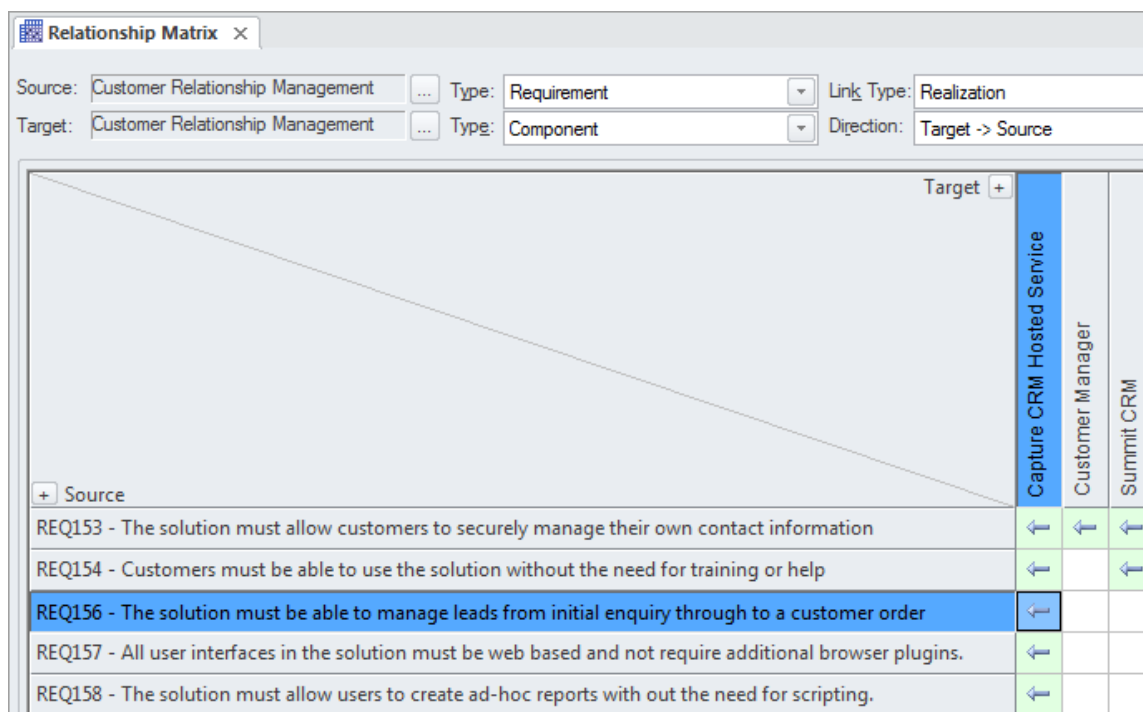 Relationship Matrix
Source: Customer Relationship Management ... Type: Requirement Link Type: Realization
Target: Customer Relationship Management ... Type: Component Direction: Target -> Source
Target +
Capture CRM Hosted Service
Customer Manager
Summit CRM
+ Source
REQ153 - The solution must allow customers to securely manage their own contact information
REQ154 - Customers must be able to use the solution without the need for training or help
REQ156 - The solution must be able to manage leads from initial enquiry through to a customer order
REQ157 - All user interfaces in the solution must be web based and not require additional browser plugins.
REQ158 - The solution must allow users to create ad-hoc reports with out the need for scripting.